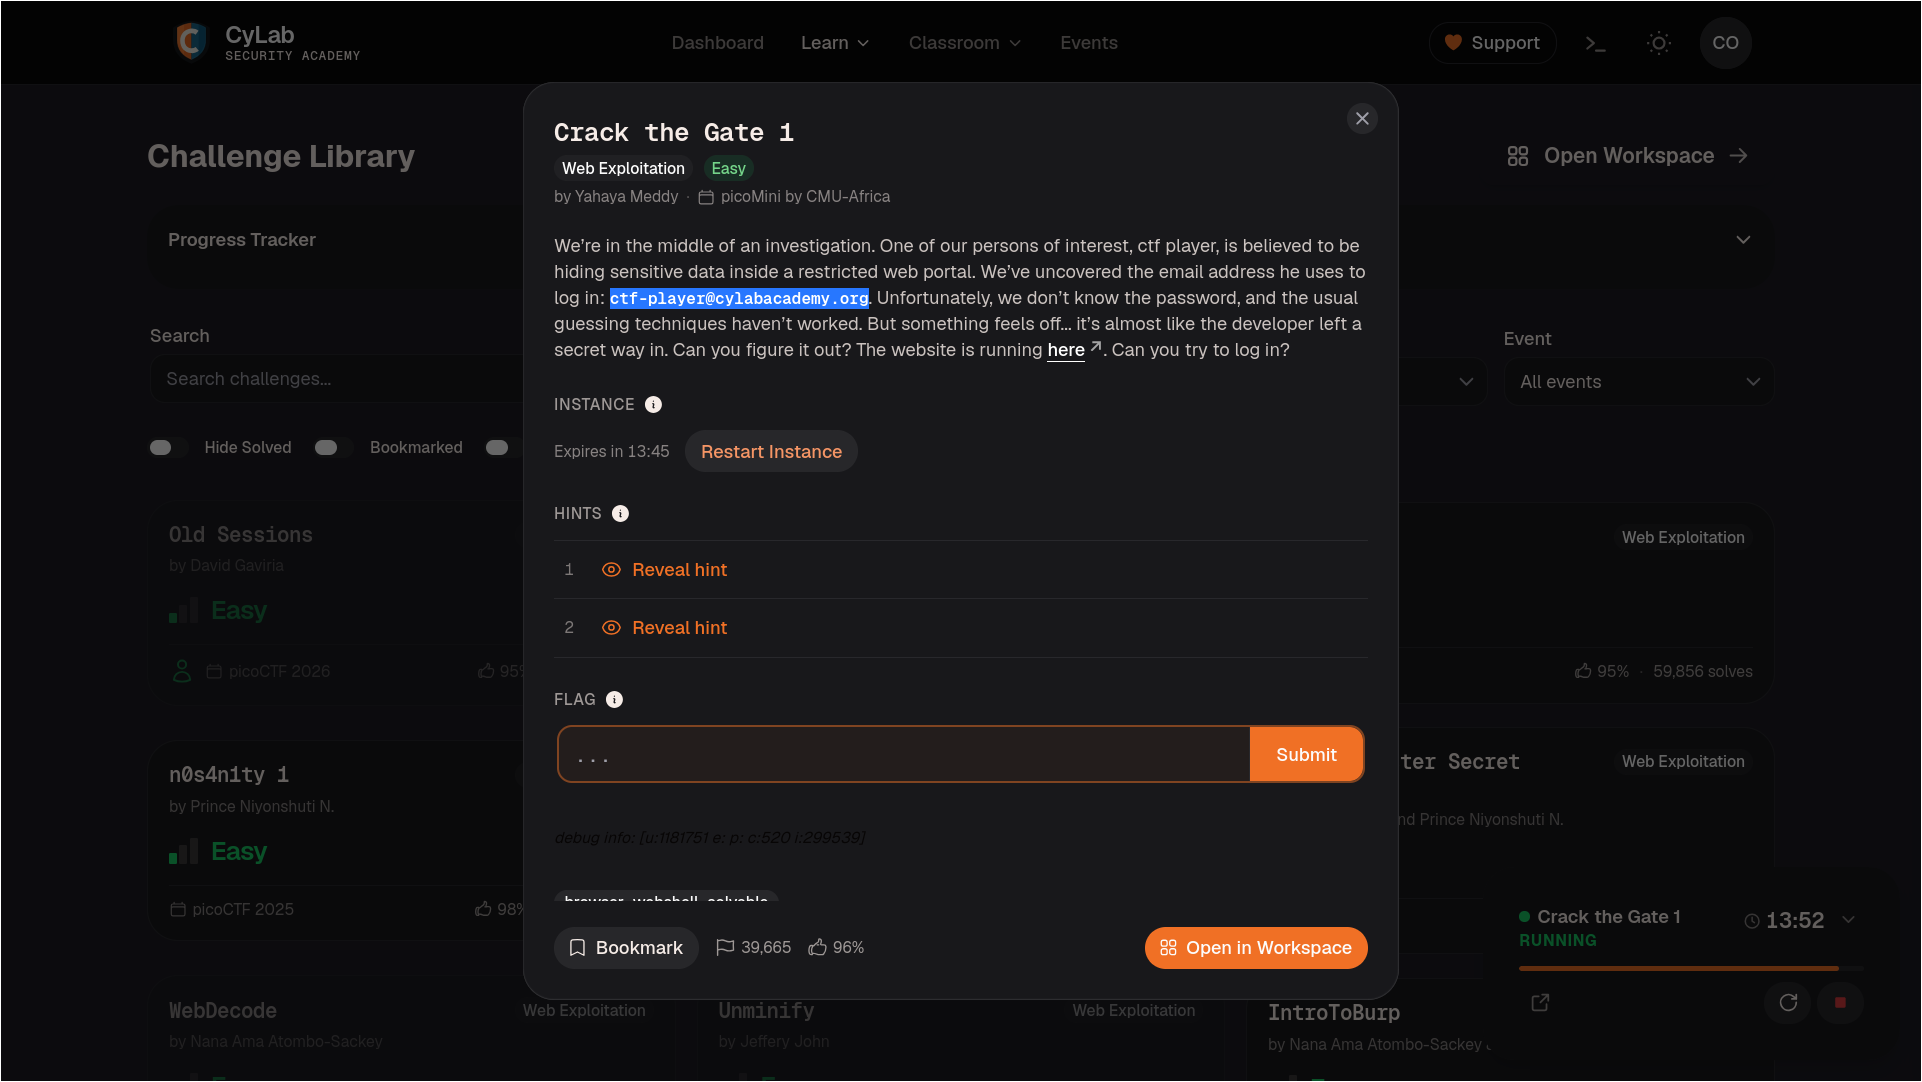 CyLab
SECURITY ACADEMY
Dashboard
Learn
Classroom
Events
Support
CO
Challenge Library
Open Workspace
Progress Tracker
Search
Search challenges...
Event
All events
Hide Solved
Bookmarked
Old Sessions
by David Gaviria
Easy
picoCTF 2026
95%
Web Exploitation
95% · 59,856 solves
n0s4n1ty 1
by Prince Niyonshuti N.
Easy
picoCTF 2025
98%
ter Secret
Web Exploitation
nd Prince Niyonshuti N.
WebDecode
Web Exploitation
by Nana Ama Atombo-Sackey
Unminify
Web Exploitation
by Jeffery John
IntroToBurp
by Nana Ama Atombo-Sackey
Crack the Gate 1
Web Exploitation
Easy
by Yahaya Meddy · picoMini by CMU-Africa
We’re in the middle of an investigation. One of our persons of interest, ctf player, is believed to be
hiding sensitive data inside a restricted web portal. We’ve uncovered the email address he uses to
log in: ctf-player@cylabacademy.org. Unfortunately, we don’t know the password, and the usual
guessing techniques haven’t worked. But something feels off… it’s almost like the developer left a
secret way in. Can you figure it out? The website is running here. Can you try to log in?
INSTANCE
Expires in 13:45
Restart Instance
HINTS
1 Reveal hint
2 Reveal hint
FLAG
...
Submit
debug info: [u:1181751 e: p: c:520 i:299539]
browser_webshell_solvable
Bookmark
39,665
96%
Open in Workspace
Crack the Gate 1
13:52
RUNNING